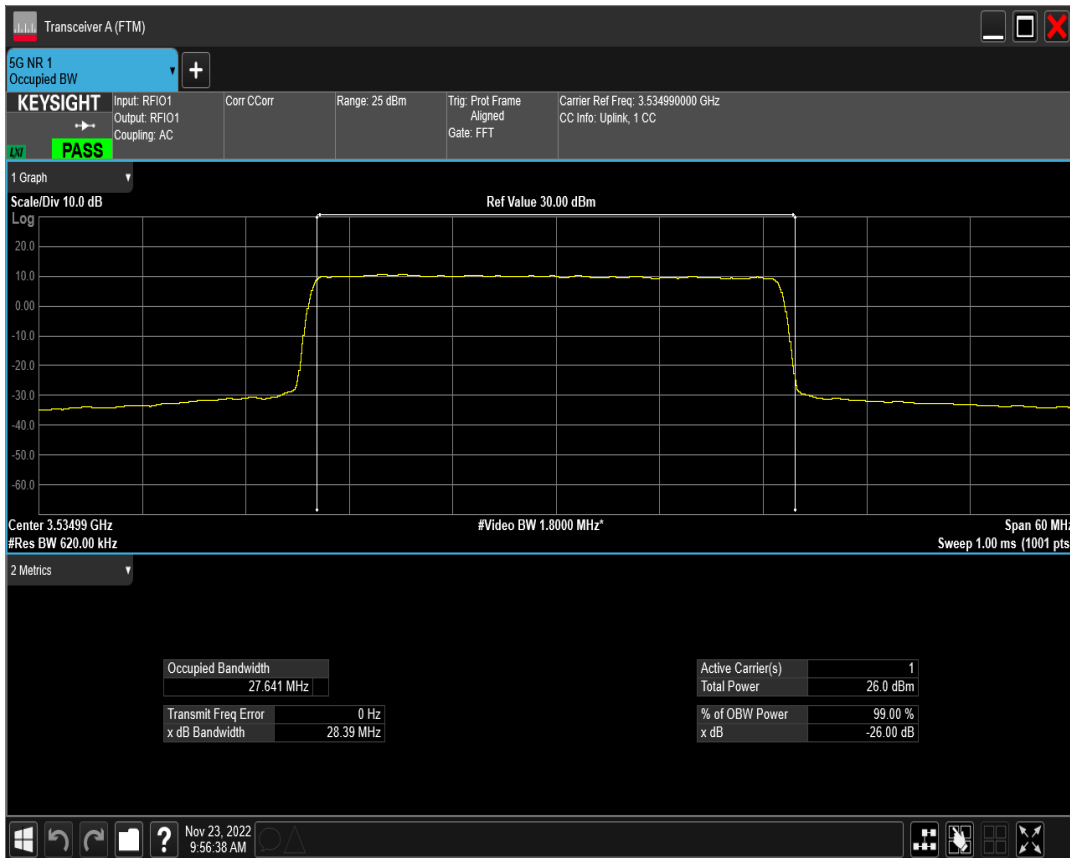 Transceiver A (FTM)
5G NR 1
Occupied BW
+
KEYSIGHT
LXI
PASS
Input: RFIO1
Output: RFIO1
Coupling: AC
Corr CCorr
Range: 25 dBm
Trig: Prot Frame
Aligned
Gate: FFT
Carrier Ref Freq: 3.534990000 GHz
CC Info: Uplink, 1 CC
1 Graph
Scale/Div 10.0 dB
Ref Value 30.00 dBm
Log
20.0
10.0
0.00
-10.0
-20.0
-30.0
-40.0
-50.0
-60.0
Center 3.53499 GHz
#Video BW 1.8000 MHz*
Span 60 MHz
#Res BW 620.00 kHz
Sweep 1.00 ms (1001 pts
2 Metrics
Occupied Bandwidth
27.641 MHz
Transmit Freq Error 0 Hz
x dB Bandwidth 28.39 MHz
Active Carrier(s) 1
Total Power 26.0 dBm
% of OBW Power 99.00 %
x dB -26.00 dB
?
Nov 23, 2022
9:56:38 AM